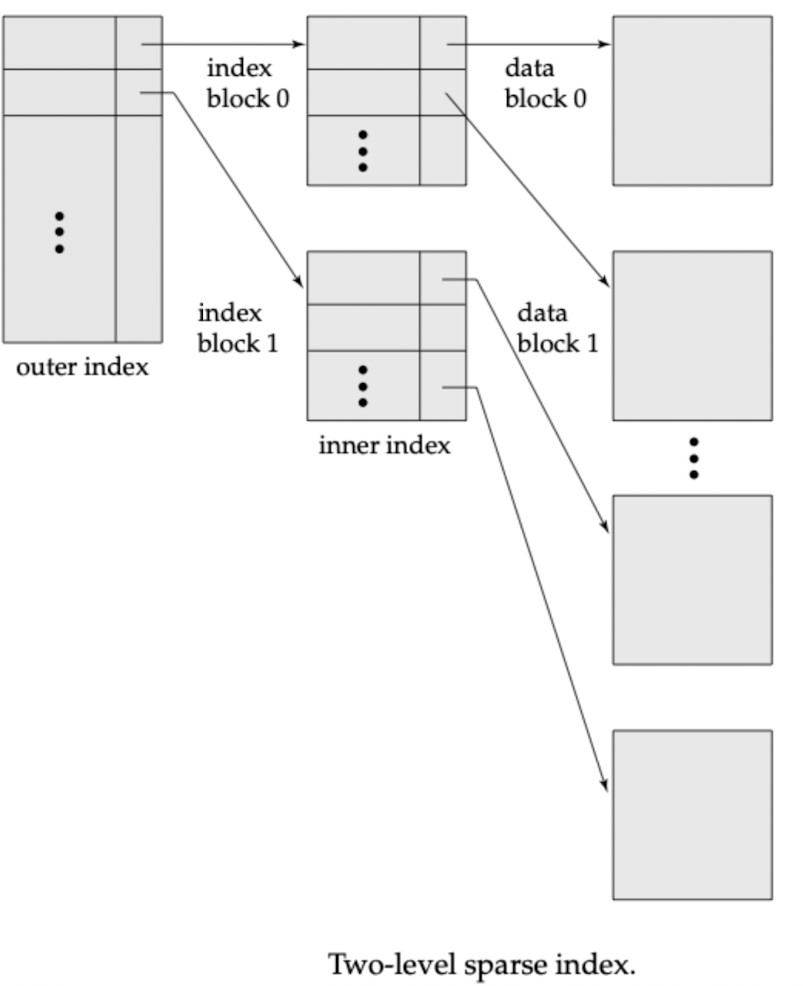 index
block 0
data
block 0
outer index
index
block 1
data
block 1
inner index
Two-level sparse index.